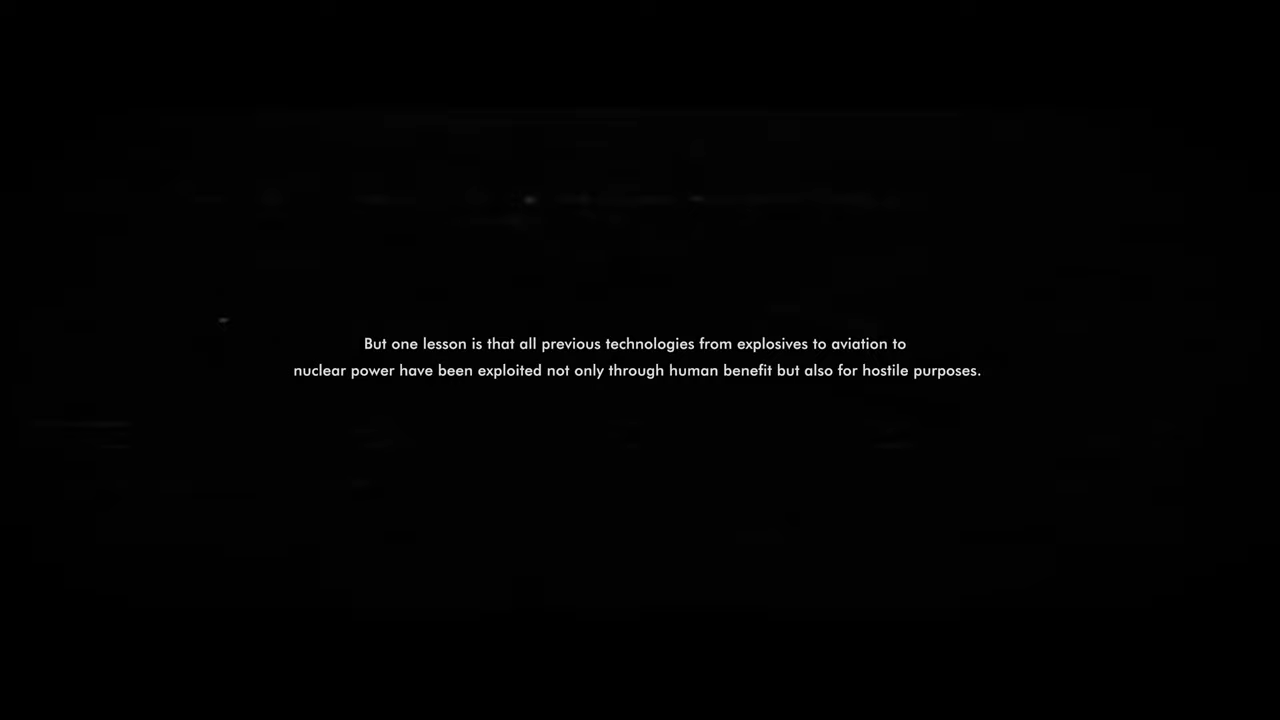 But one lesson is that all previous technologies from explosives to aviation to
nuclear power have been exploited not only through human benefit but also for hostile purposes.